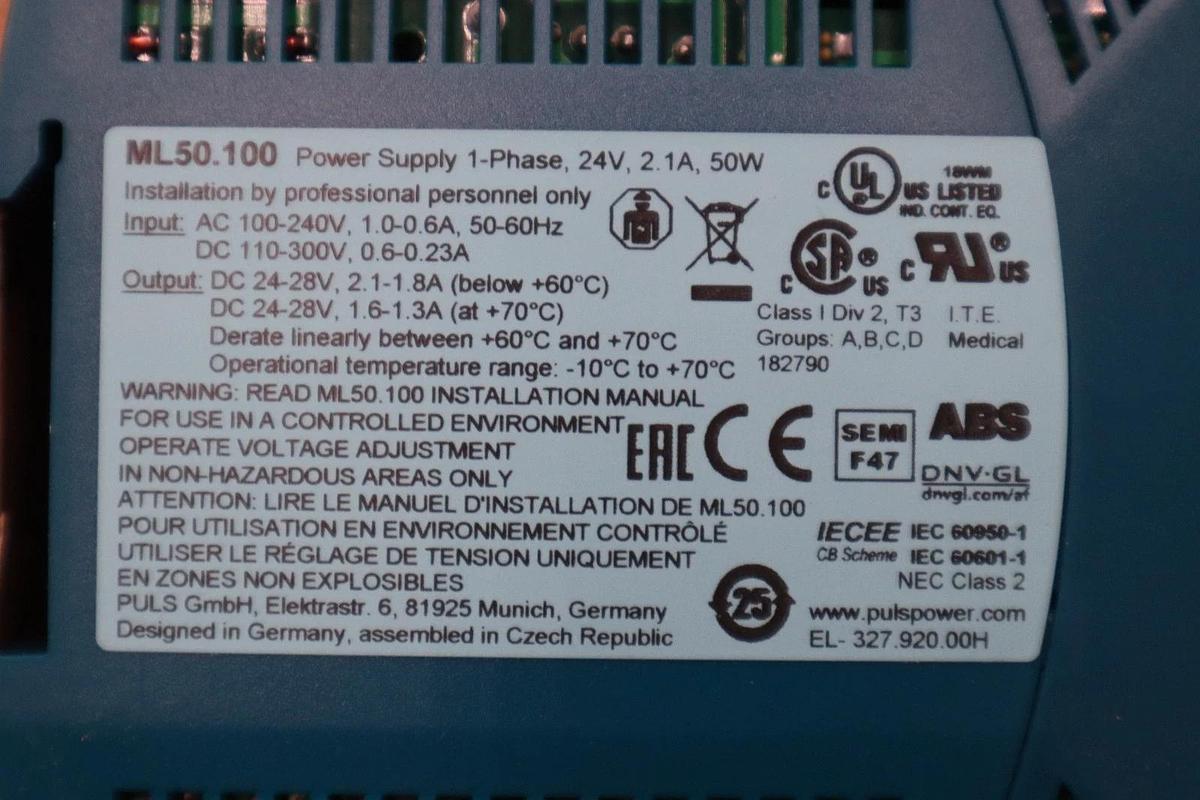 ML50.100 Power Supply 1-Phase, 24V, 2.1A, 50W
Installation by professional personnel only
Input: AC 100-240V, 1.0-0.6A, 50-60Hz
DC 110-300V, 0.6-0.23A
Output: DC 24-28V, 2.1-1.8A (below +60°C)
DC 24-28V, 1.6-1.3A (at +70°C)
Derate linearly between +60°C and +70°C
Operational temperature range: -10°C to +70°C
WARNING: READ ML50.100 INSTALLATION MANUAL
FOR USE IN A CONTROLLED ENVIRONMENT
OPERATE VOLTAGE ADJUSTMENT
IN NON-HAZARDOUS AREAS ONLY
ATTENTION: LIRE LE MANUEL D'INSTALLATION DE ML50.100
POUR UTILISATION EN ENVIRONNEMENT CONTRÔLÉ
UTILISER LE RÉGLAGE DE TENSION UNIQUEMENT
EN ZONES NON EXPLOSIBLES
PULS GmbH, Elektrastr. 6, 81925 Munich, Germany
Designed in Germany, assembled in Czech Republic
C UL US LISTED
18WM
IND. CONT. EQ.
C SA® US
C RU® US
Class I Div 2, T3 I.T.E.
Groups: A,B,C,D Medical
182790
EAC CE SEMI F47
ABS
DNV·GL
dnvgl.com/af
IECEE IEC 60950-1
CB Scheme IEC 60601-1
NEC Class 2
25
www.pulspower.com
EL- 327.920.00H